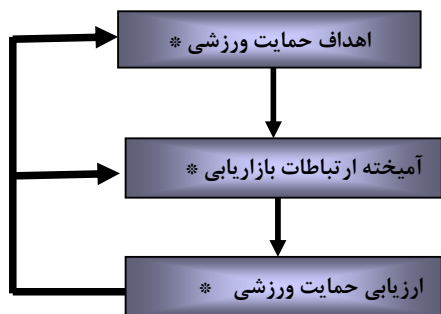 اهداف حمایت ورزشی *
آمیخته ارتباطات بازاریابی *
ارزیابی حمایت ورزشی *